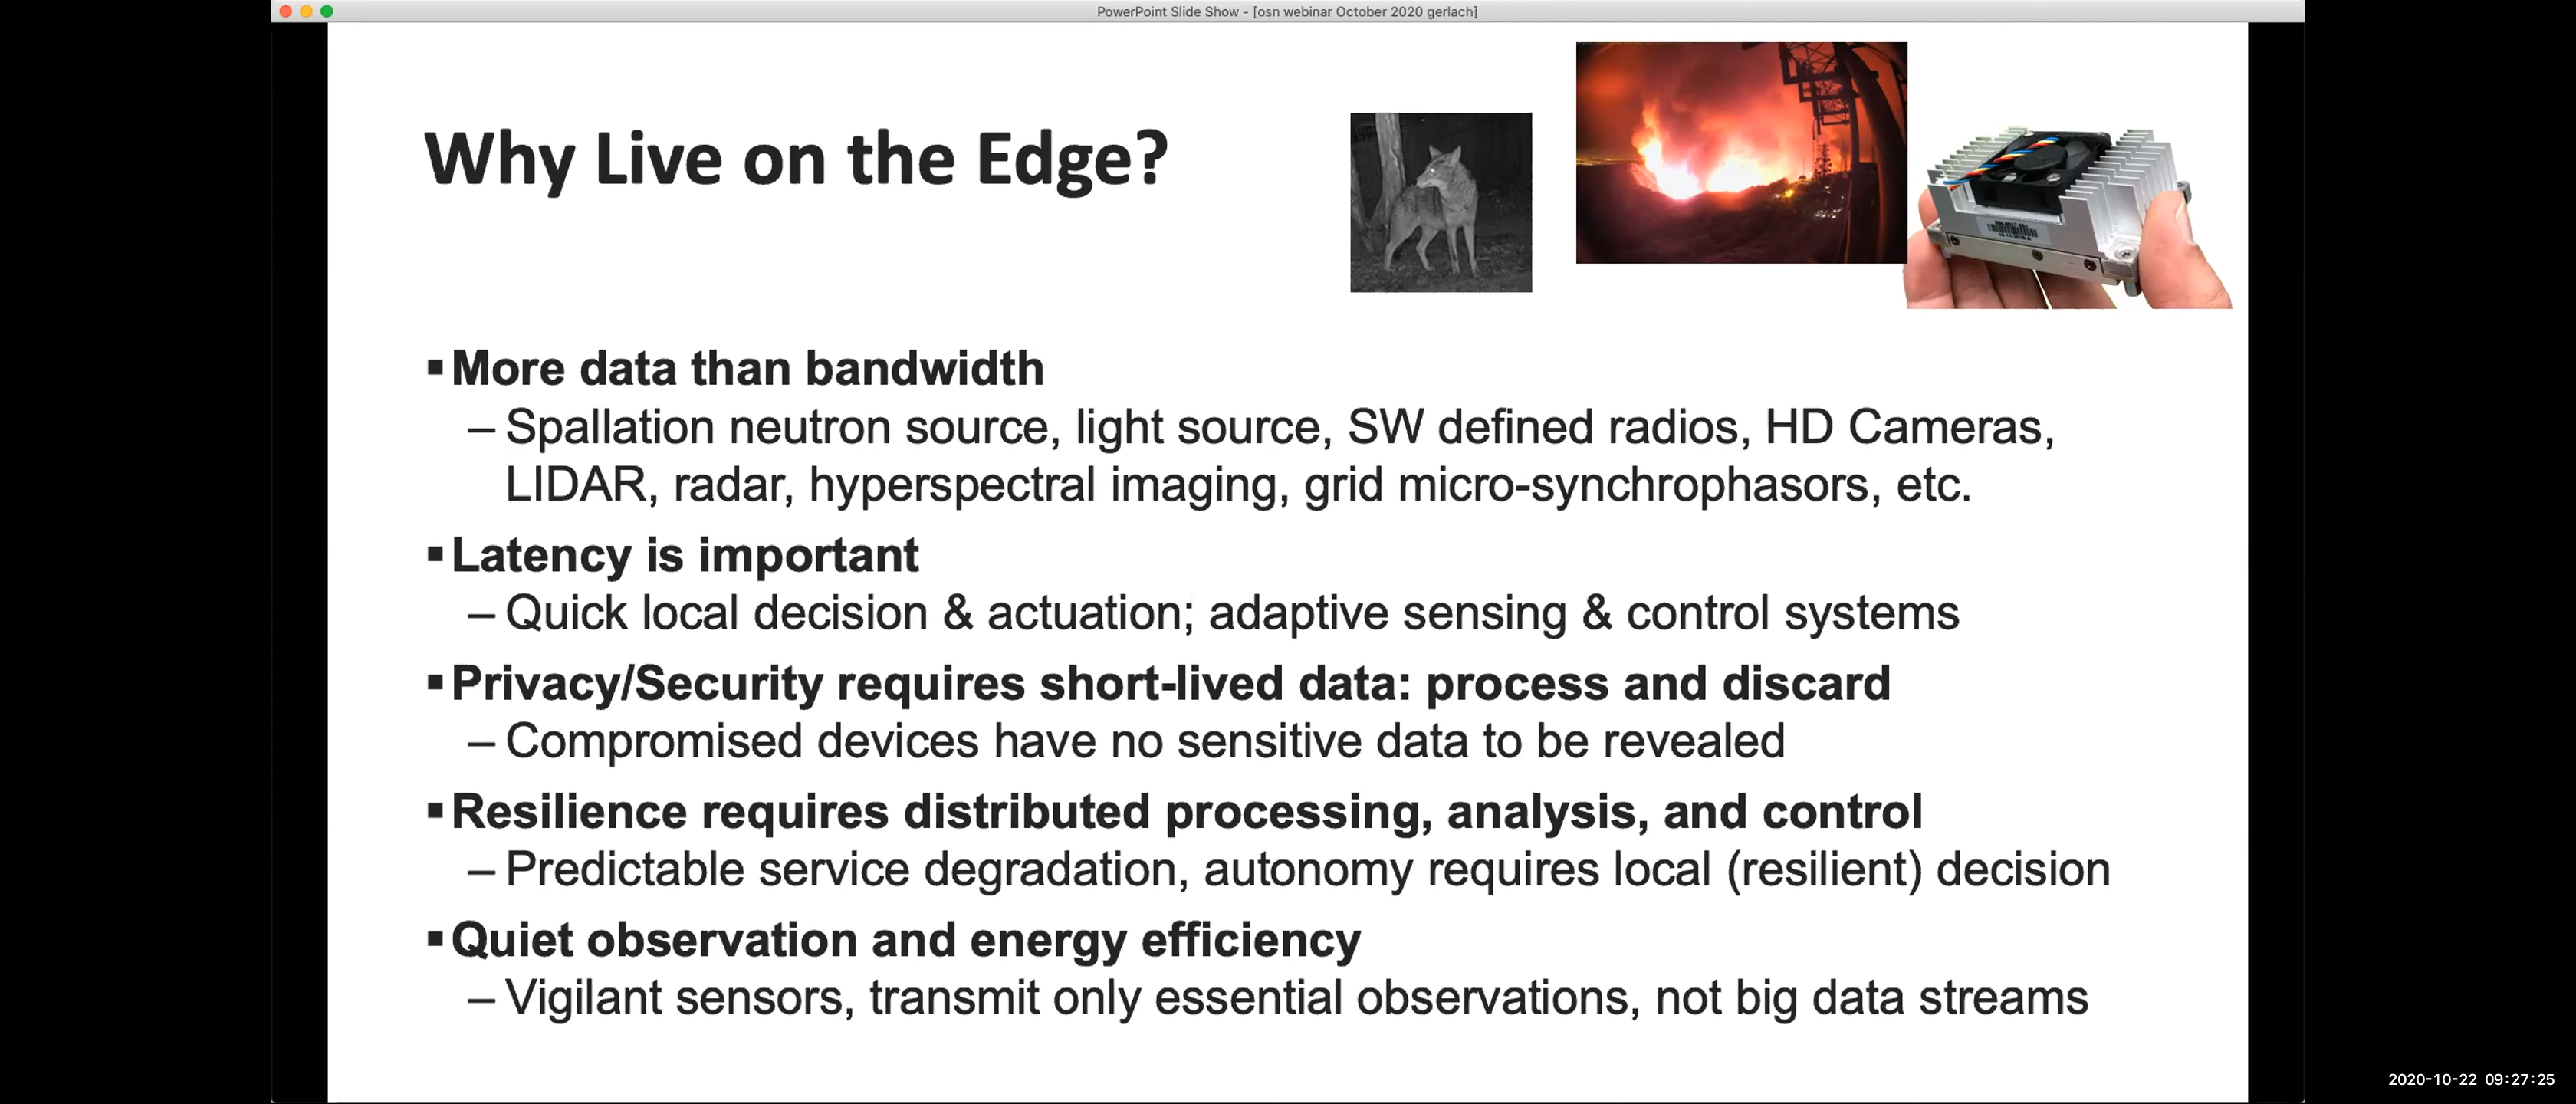 PowerPoint Slide Show - [osn webinar October 2020 gerlach]
Why Live on the Edge?
▪ More data than bandwidth
– Spallation neutron source, light source, SW defined radios, HD Cameras,
LIDAR, radar, hyperspectral imaging, grid micro-synchrophasors, etc.
▪ Latency is important
– Quick local decision & actuation; adaptive sensing & control systems
▪ Privacy/Security requires short-lived data: process and discard
– Compromised devices have no sensitive data to be revealed
▪ Resilience requires distributed processing, analysis, and control
– Predictable service degradation, autonomy requires local (resilient) decision
▪ Quiet observation and energy efficiency
– Vigilant sensors, transmit only essential observations, not big data streams
2020-10-22 09:27:25